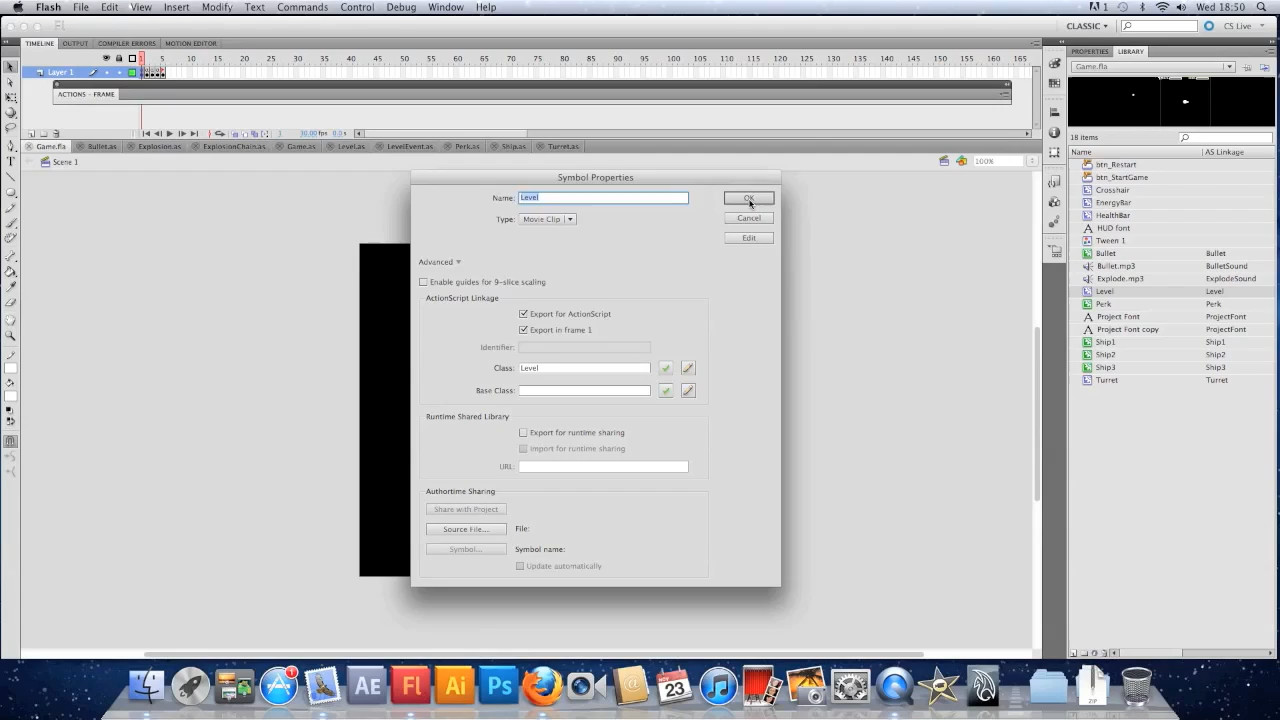 Flash File Edit View Insert Modify Text Commands Control Debug Window Help 1 Wed 18:50
Fl CLASSIC CS Live
TIMELINE OUTPUT COMPILER ERRORS MOTION EDITOR
PROPERTIES LIBRARY
1 5 10 15 20 25 30 35 40 45 50 55 60 65 70 75 80 85 90 95 100 105 110 115 120 125 130 135 140 145 150 155 160 165
Layer 1
Game.fla
ACTIONS - FRAME
1 30.00 fps 0.0 s
18 items
Game.fla Bullet.as Explosion.as ExplosionChain.as Game.as Level.as LevelEvent.as Perk.as Ship.as Turret.as
Name AS Linkage
Scene 1 100%
btn_Restart
btn_StartGame
Crosshair
EnergyBar
HealthBar
HUD font
Tween 1
Bullet Bullet
Bullet.mp3 BulletSound
Explode.mp3 ExplodeSound
Level Level
Perk Perk
Project Font ProjectFont
Project Font copy ProjectFont
Ship1 Ship1
Ship2 Ship2
Ship3 Ship3
Turret Turret
Symbol Properties
Name: Level OK
Type: Movie Clip Cancel
Edit
Advanced
Enable guides for 9-slice scaling
ActionScript Linkage
Export for ActionScript
Export in frame 1
Identifier:
Class: Level
Base Class:
Runtime Shared Library
Export for runtime sharing
Import for runtime sharing
URL:
Authortime Sharing
Share with Project
Source File... File:
Symbol... Symbol name:
Update automatically
AE Fl Ai Ps NOV 23 ZIP
1